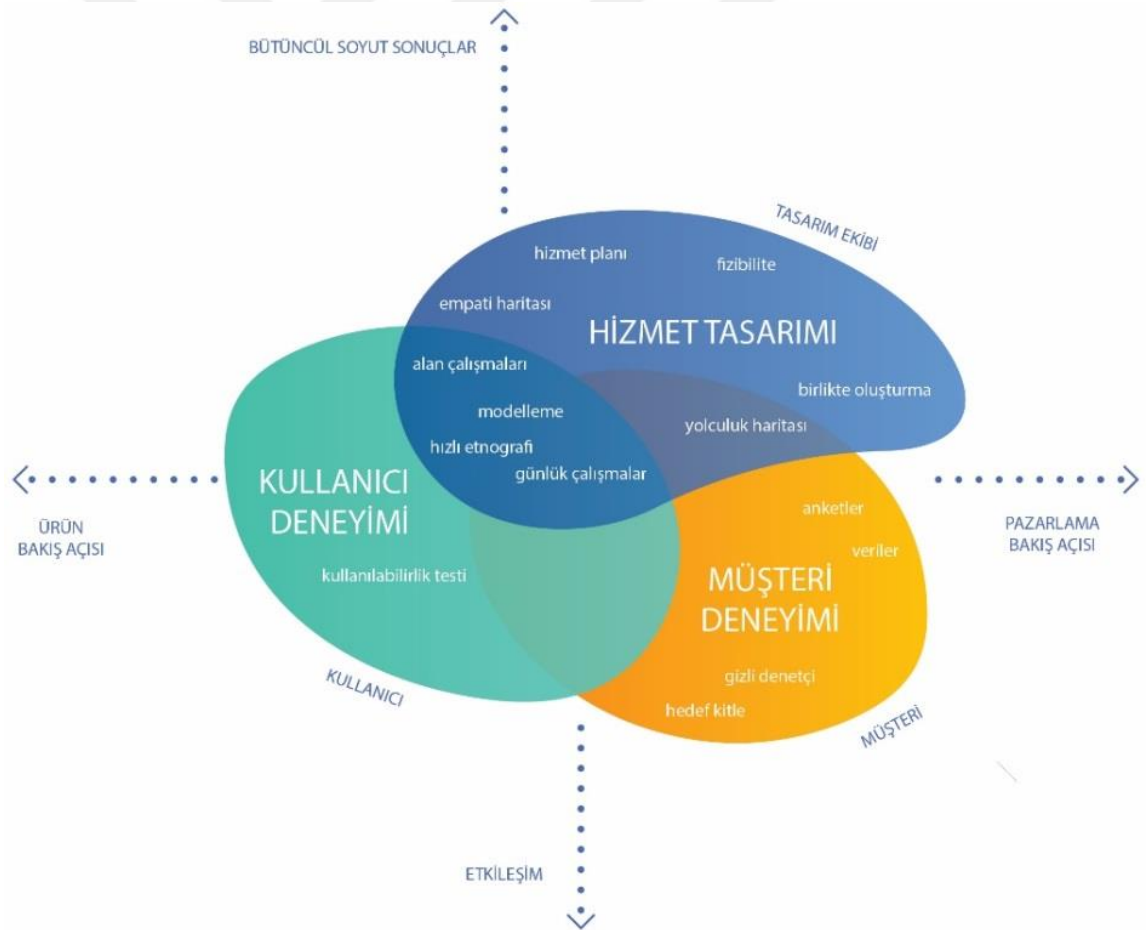 BÜTÜNCÜL SOYUT SONUÇLAR
TASARIM EKİBİ
hizmet planı
fizibilite
empati haritası
HİZMET TASARIMI
alan çalışmaları
birlikte oluşturma
modelleme
yolculuk haritası
hızlı etnografi
günlük çalışmalar
KULLANICI
DENEYİMİ
anketler
ÜRÜN
BAKIŞ AÇISI
PAZARLAMA
BAKIŞ AÇISI
veriler
kullanılabilirlik testi
MÜŞTERİ
DENEYİMİ
gizli denetçi
KULLANICI
hedef kitle
MÜŞTERİ
ETKİLEŞİM